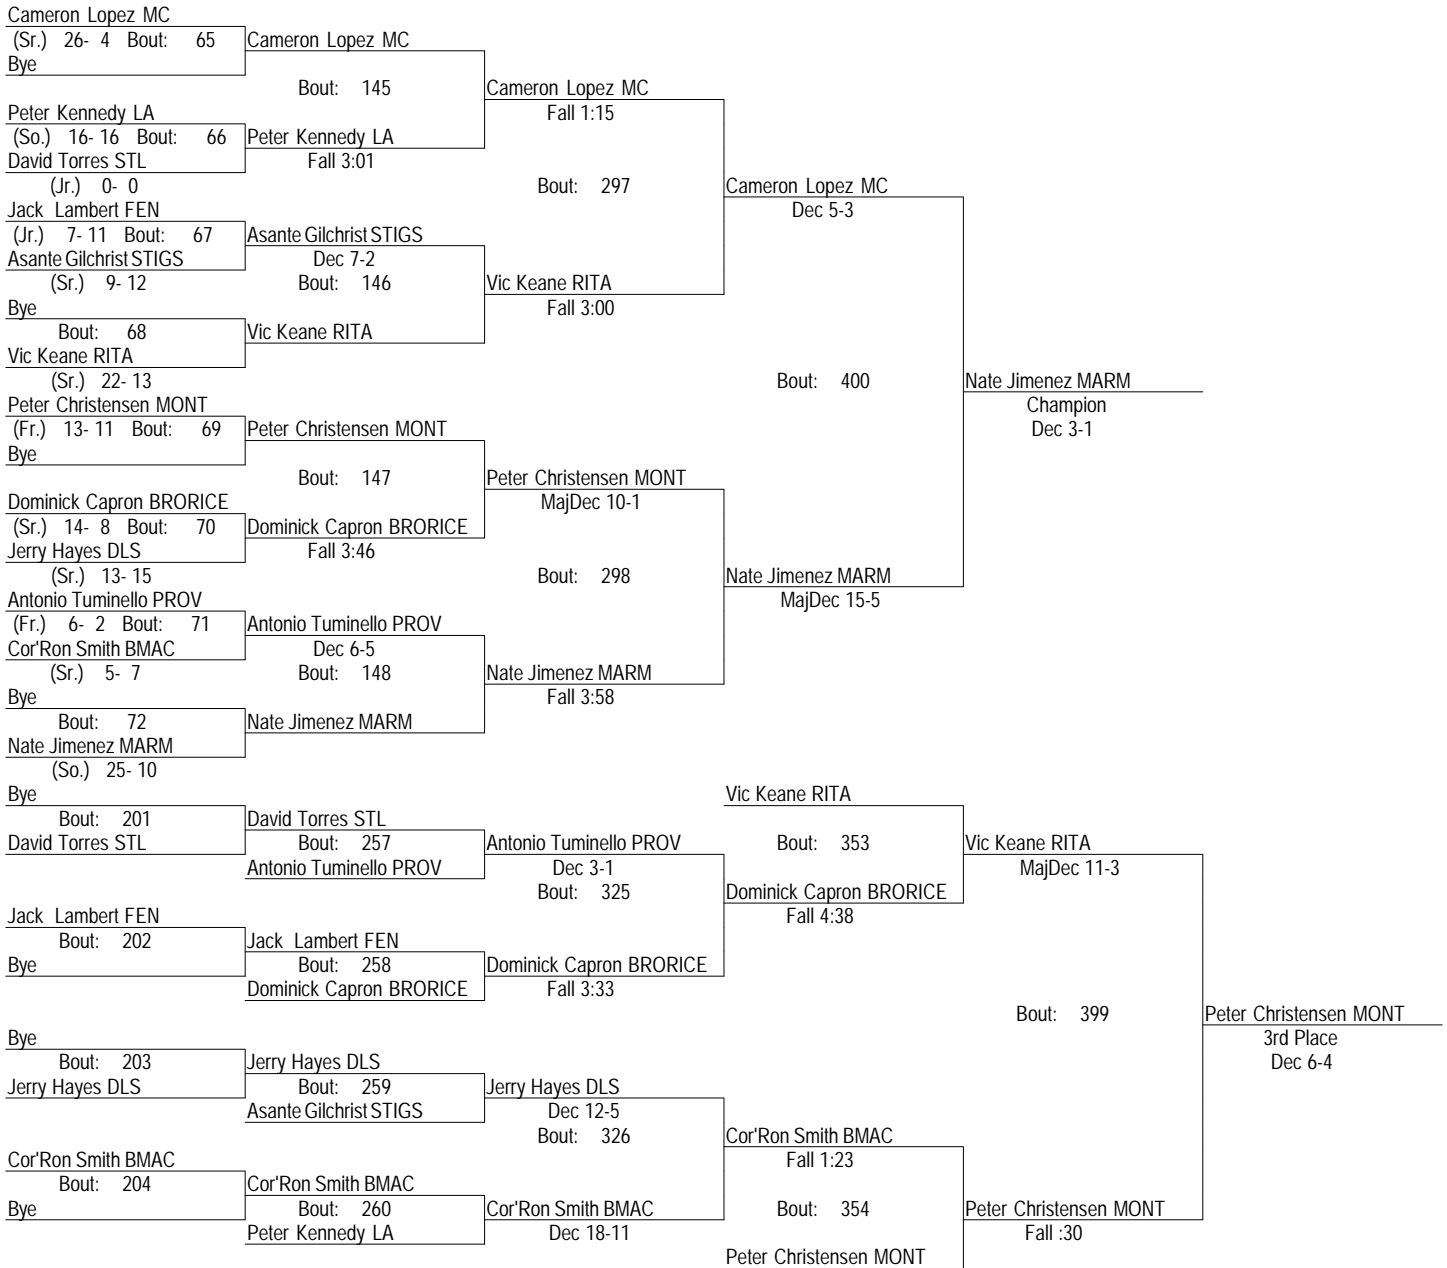 Cameron Lopez MC
(Sr.) 26- 4 Bout: 65 Cameron Lopez MC
Bye
Bout: 145 Cameron Lopez MC
Peter Kennedy LA Fall 1:15
(So.) 16- 16 Bout: 66 Peter Kennedy LA
David Torres STL Fall 3:01
(Jr.) 0- 0 Bout: 297 Cameron Lopez MC
Jack Lambert FEN Dec 5-3
(Jr.) 7- 11 Bout: 67 Asante Gilchrist STIGS
Asante Gilchrist STIGS Dec 7-2
(Sr.) 9- 12 Bout: 146 Vic Keane RITA
Bye Fall 3:00
Bout: 68 Vic Keane RITA
Vic Keane RITA
(Sr.) 22- 13 Bout: 400 Nate Jimenez MARM
Peter Christensen MONT Champion
(Fr.) 13- 11 Bout: 69 Peter Christensen MONT Dec 3-1
Bye
Bout: 147 Peter Christensen MONT
Dominick Capron BRORICE MajDec 10-1
(Sr.) 14- 8 Bout: 70 Dominick Capron BRORICE
Jerry Hayes DLS Fall 3:46
(Sr.) 13- 15 Bout: 298 Nate Jimenez MARM
Antonio Tuminello PROV MajDec 15-5
(Fr.) 6- 2 Bout: 71 Antonio Tuminello PROV
Cor'Ron Smith BMAC Dec 6-5
(Sr.) 5- 7 Bout: 148 Nate Jimenez MARM
Bye Fall 3:58
Bout: 72 Nate Jimenez MARM
Nate Jimenez MARM
(So.) 25- 10
Bye Vic Keane RITA
Bout: 201 David Torres STL
David Torres STL Bout: 257 Antonio Tuminello PROV Bout: 353 Vic Keane RITA
Antonio Tuminello PROV Dec 3-1 MajDec 11-3
Bout: 325 Dominick Capron BRORICE
Jack Lambert FEN Fall 4:38
Bout: 202 Jack Lambert FEN
Bye Bout: 258 Dominick Capron BRORICE
Dominick Capron BRORICE Fall 3:33
Bout: 399 Peter Christensen MONT
Bye 3rd Place
Bout: 203 Jerry Hayes DLS Dec 6-4
Jerry Hayes DLS Bout: 259 Jerry Hayes DLS
Asante Gilchrist STIGS Dec 12-5
Bout: 326 Cor'Ron Smith BMAC
Cor'Ron Smith BMAC Fall 1:23
Bout: 204 Cor'Ron Smith BMAC
Bye Bout: 260 Cor'Ron Smith BMAC Bout: 354 Peter Christensen MONT
Peter Kennedy LA Dec 18-11 Fall :30
Peter Christensen MONT